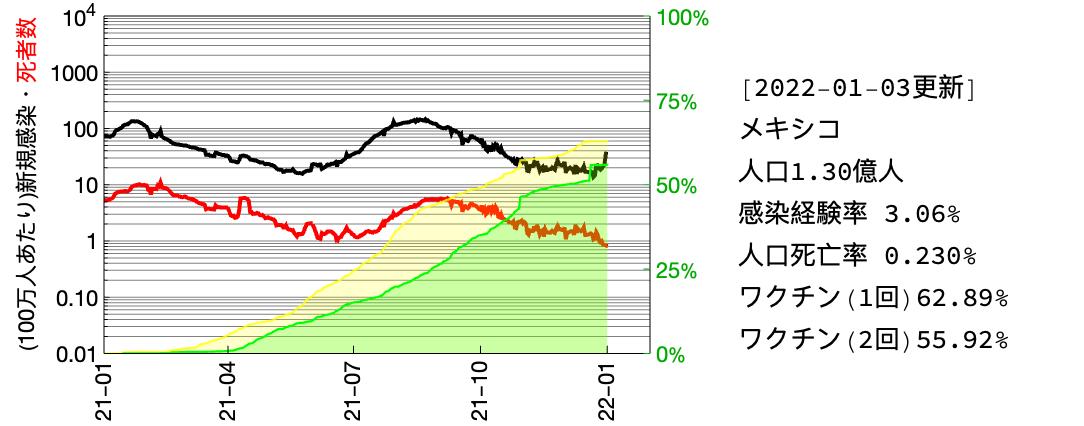 (100万人あたり)新規感染・死者数
10⁴
1000
100
10
1
0.10
0.01
100%
75%
50%
25%
0%
21-01
21-04
21-07
21-10
22-01
[2022-01-03更新]
メキシコ
人口1.30億人
感染経験率 3.06%
人口死亡率 0.230%
ワクチン(1回)62.89%
ワクチン(2回)55.92%